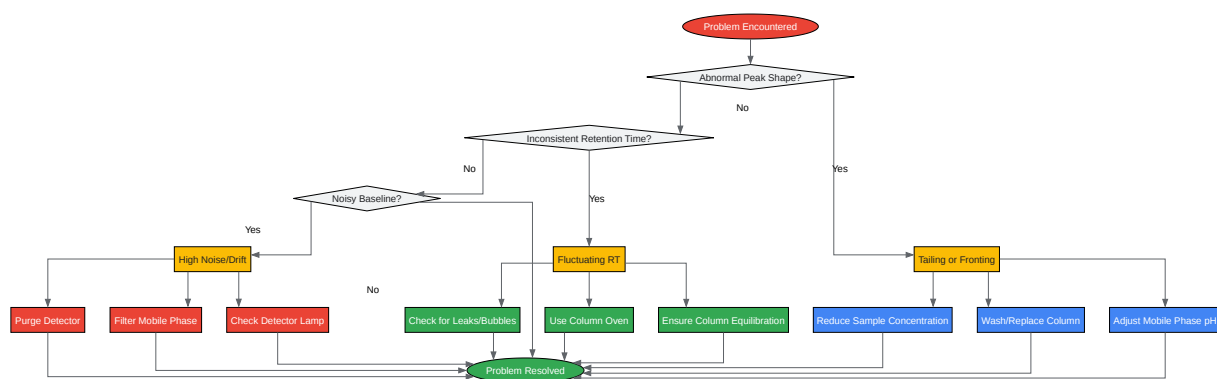 Problem Encountered
Abnormal Peak Shape?
No
Inconsistent Retention Time?
No
Yes
Yes
Noisy Baseline?
Yes
High Noise/Drift
Fluctuating RT
Tailing or Fronting
No
Purge Detector
Filter Mobile Phase
Check Detector Lamp
Check for Leaks/Bubbles
Use Column Oven
Ensure Column Equilibration
Reduce Sample Concentration
Wash/Replace Column
Adjust Mobile Phase pH
Problem Resolved